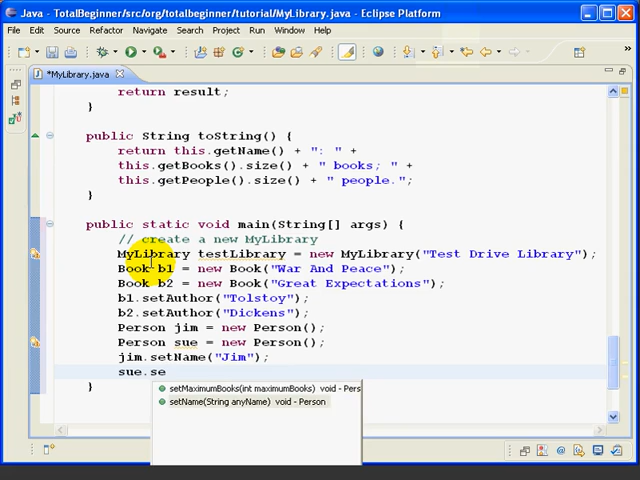 Java - TotalBeginner/src/org/totalbeginner/tutorial/MyLibrary.java - Eclipse Platform
File Edit Source Refactor Navigate Search Project Run Window Help
*MyLibrary.java
return result;
}
public String toString() {
return this.getName() + ": " +
this.getBooks().size() + " books; " +
this.getPeople().size() + " people.";
}
public static void main(String[] args) {
// create a new MyLibrary
MyLibrary testLibrary = new MyLibrary("Test Drive Library");
Book b1 = new Book("War And Peace");
Book b2 = new Book("Great Expectations");
b1.setAuthor("Tolstoy");
b2.setAuthor("Dickens");
Person jim = new Person();
Person sue = new Person();
jim.setName("Jim");
sue.se
}
setMaximumBooks(int maximumBooks) void - Pers
setName(String anyName) void - Person